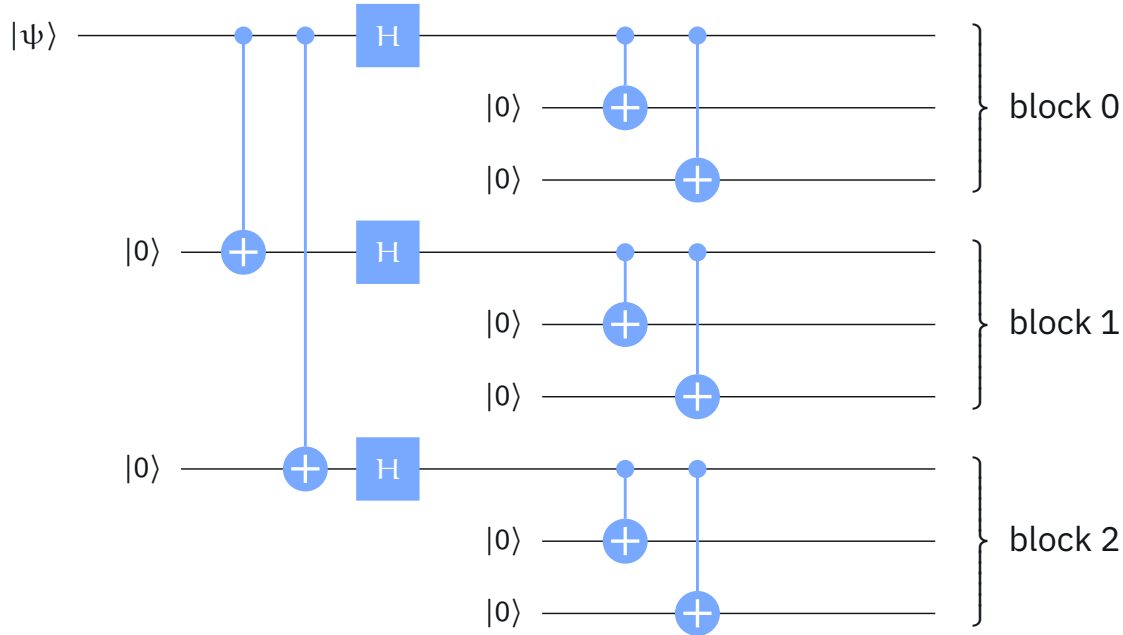 |ψ⟩ H
|0⟩ block 0
|0⟩
|0⟩ H
|0⟩ block 1
|0⟩
|0⟩ H
|0⟩ block 2
|0⟩